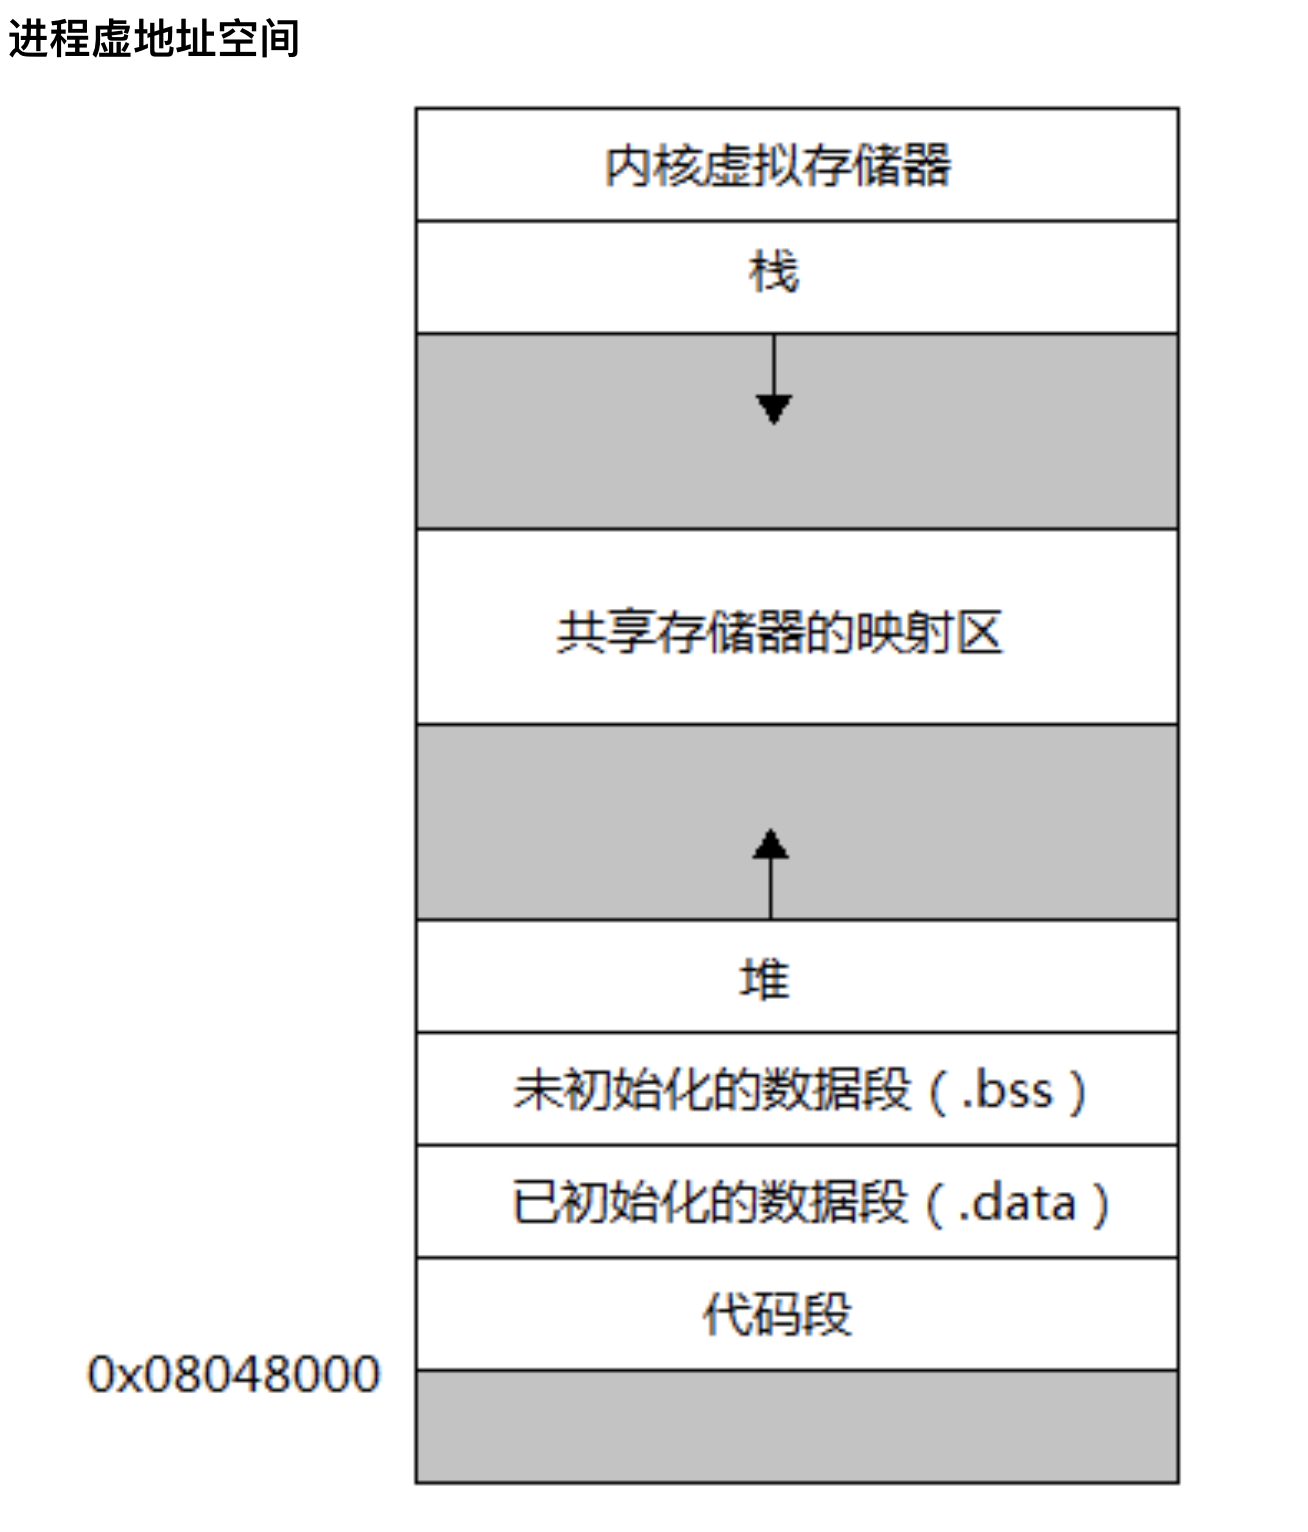 进程虚地址空间
内核虚拟存储器
栈
共享存储器的映射区
堆
未初始化的数据段（.bss）
已初始化的数据段（.data）
代码段
0x08048000